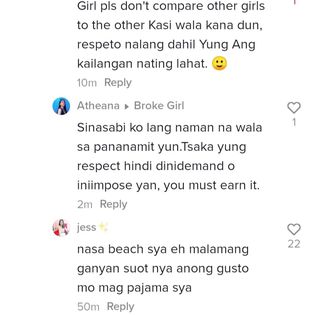 Girl pls don't compare other girls
1
to the other Kasi wala kana dun,
respeto nalang dahil Yung Ang
kailangan nating lahat. 🙂
10m Reply
Atheana ▸ Broke Girl
Sinasabi ko lang naman na wala
1
sa pananamit yun.Tsaka yung
respect hindi dinidemand o
iniimpose yan, you must earn it.
2m Reply
jess✨
nasa beach sya eh malamang
22
ganyan suot nya anong gusto
mo mag pajama sya
50m Reply